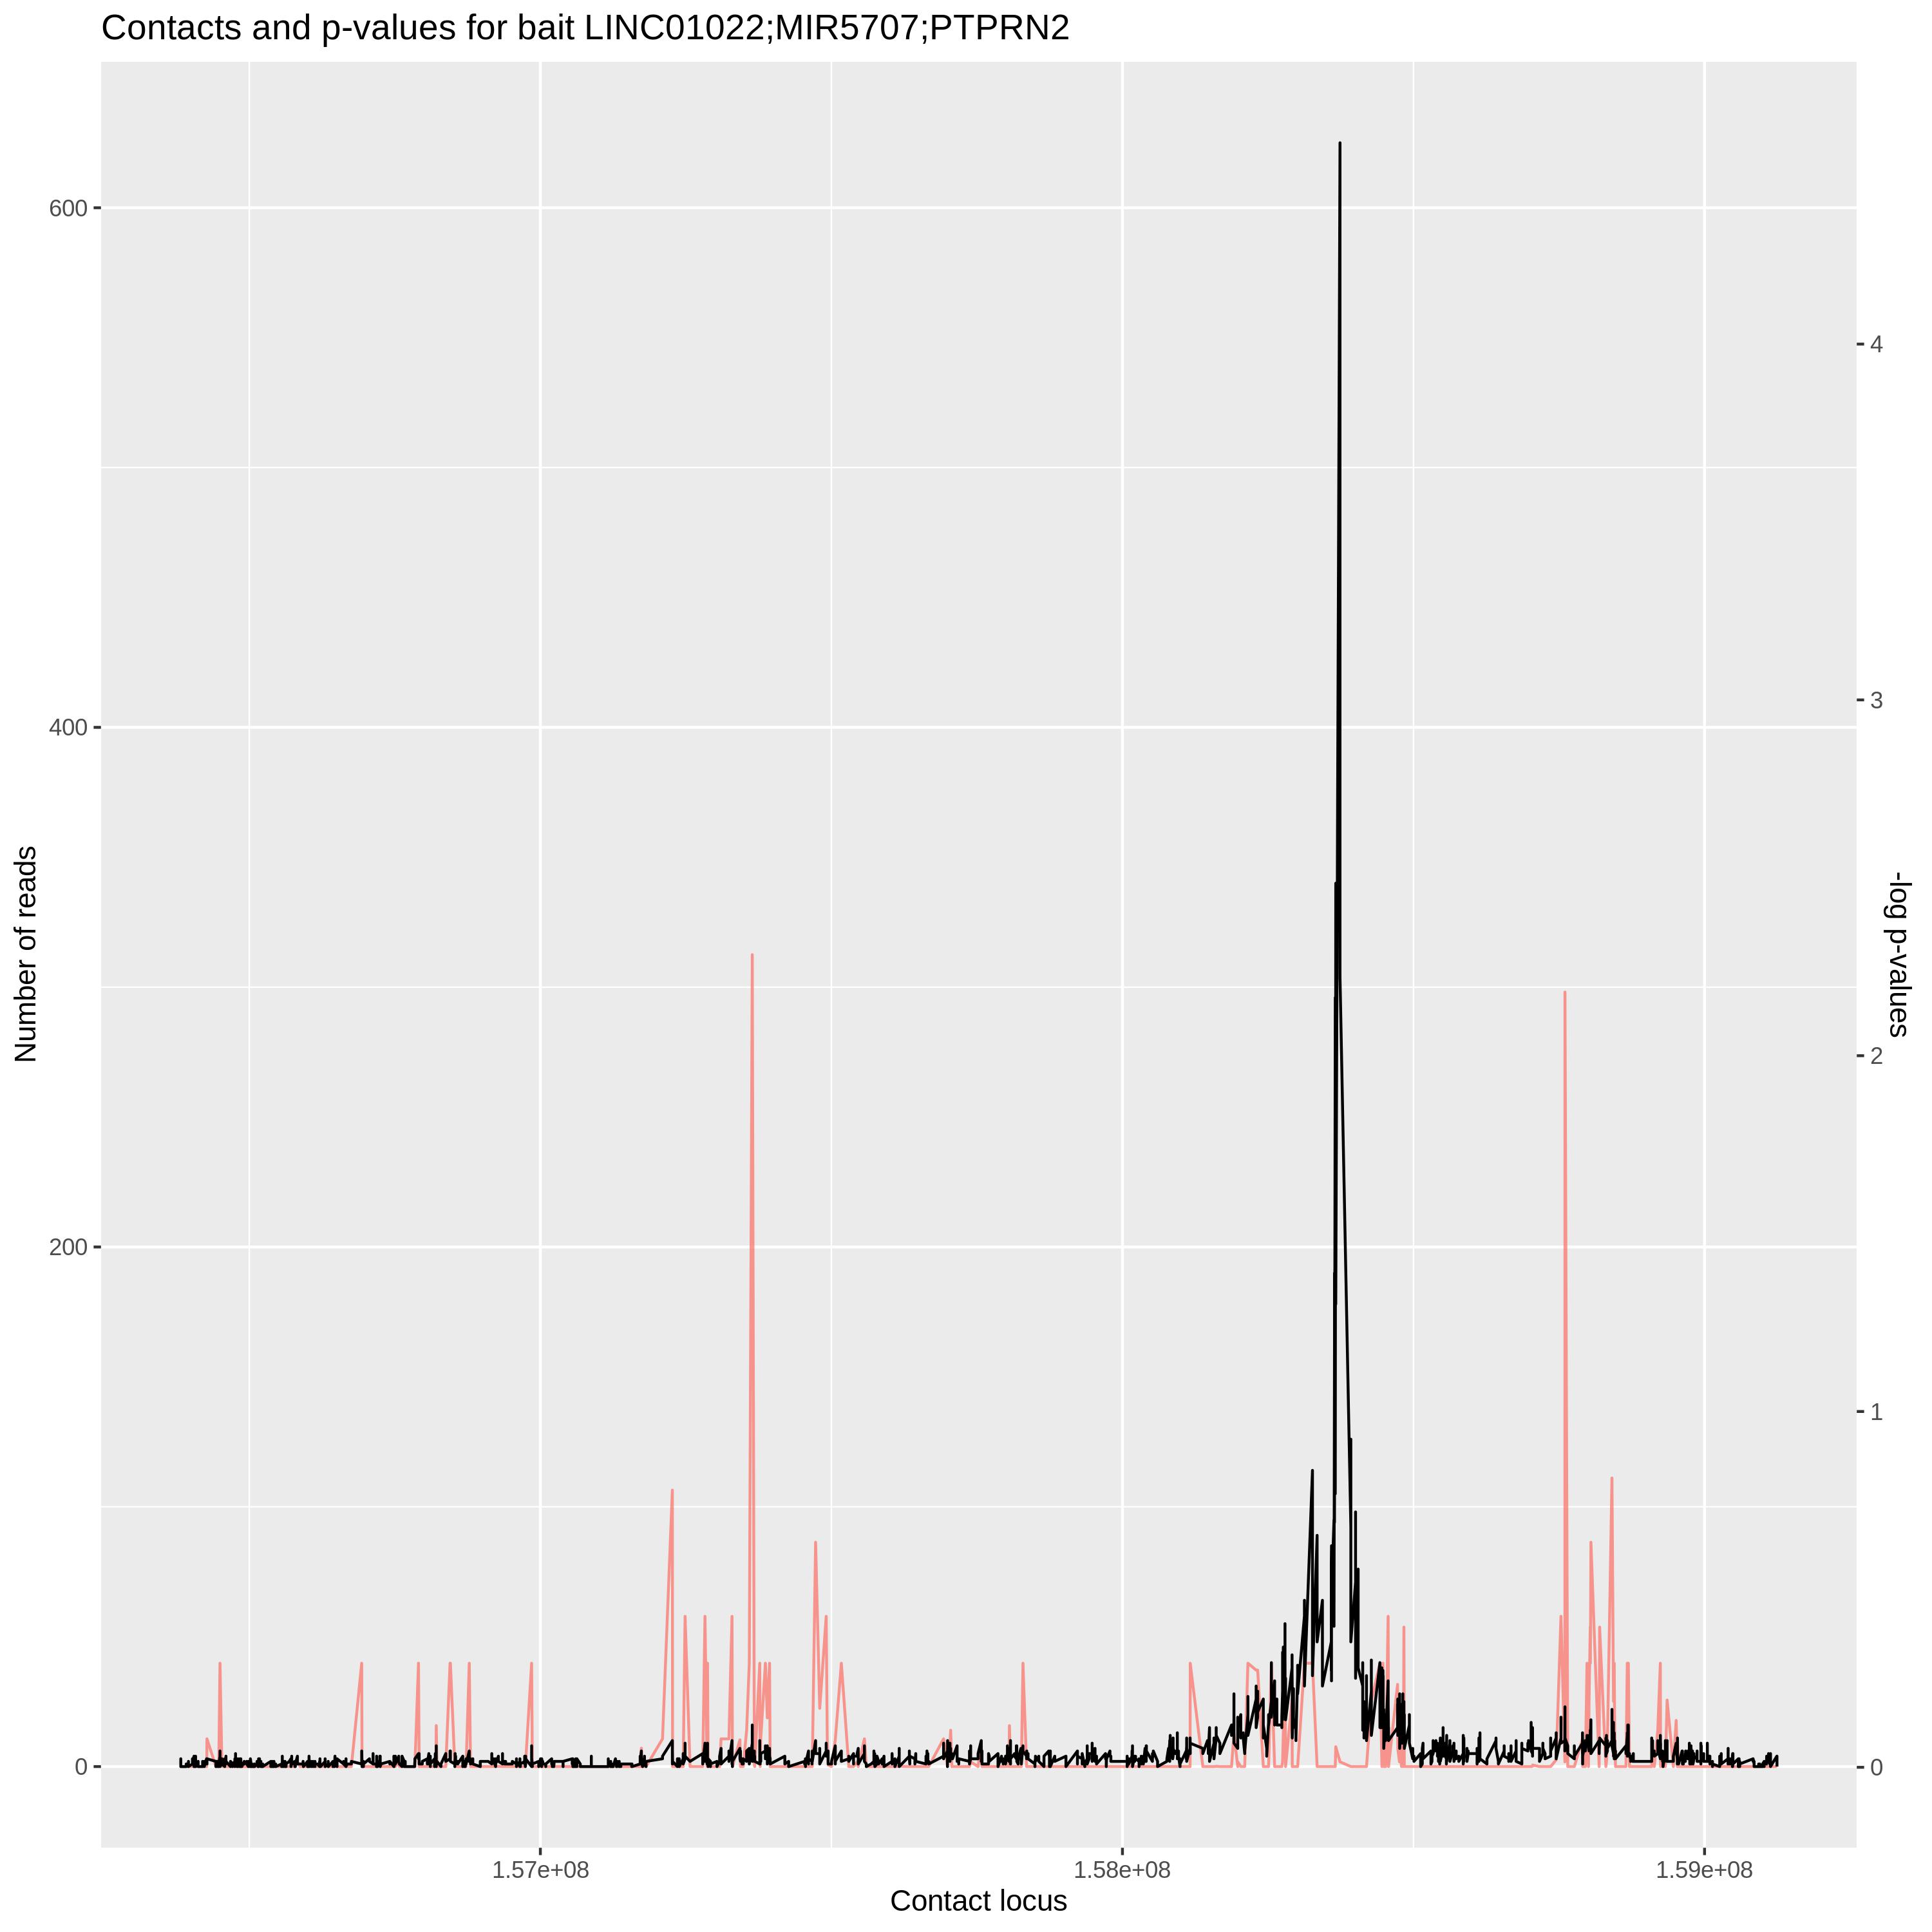 Contacts and p-values for bait LINC01022;MIR5707;PTPRN2
600
400
200
0
Number of reads
4
3
2
1
0
-log p-values
1.57e+08
1.58e+08
1.59e+08
Contact locus